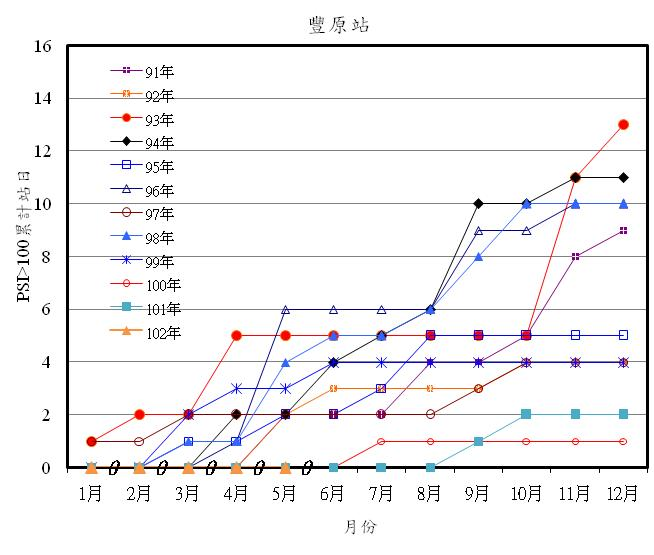 豐原站
16
14
12
10
8
6
4
2
0
PSI>100累計站日
91年
92年
93年
94年
95年
96年
97年
98年
99年
100年
101年
102年
0 0 0 0 0
1月 2月 3月 4月 5月 6月 7月 8月 9月 10月 11月 12月
月份